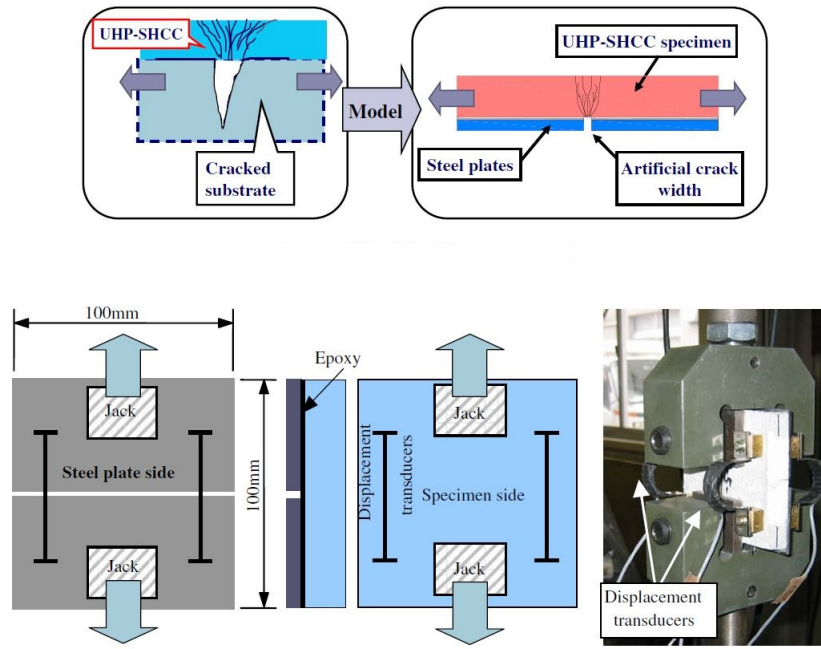 UHP-SHCC
Cracked
substrate
Model
UHP-SHCC specimen
Steel plates
Artificial crack
width
100mm
Jack
Steel plate side
Jack
Epoxy
100mm
Displacement
transducers
Jack
Specimen side
Jack
Displacement
transducers